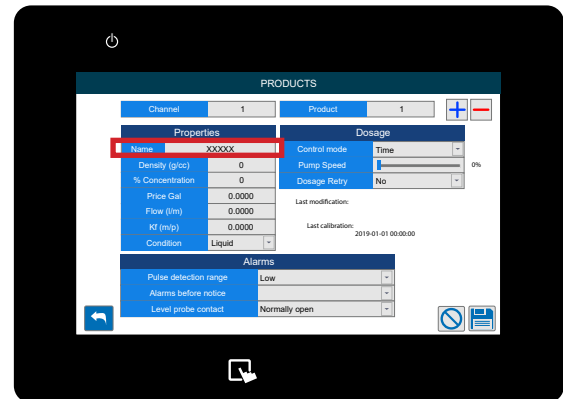 PRODUCTS
Channel 1 Product 1
Properties
Name XXXXX
Density (g/cc) 0
% Concentration 0
Price Gal 0.0000
Flow (l/m) 0.0000
Kf (m/p) 0.0000
Condition Liquid
Dosage
Control mode Time
Pump Speed 0%
Dosage Retry No
Last modification:
Last calibration:
2019-01-01 00:00:00
Alarms
Pulse detection range Low
Alarms before notice
Level probe contact Normally open